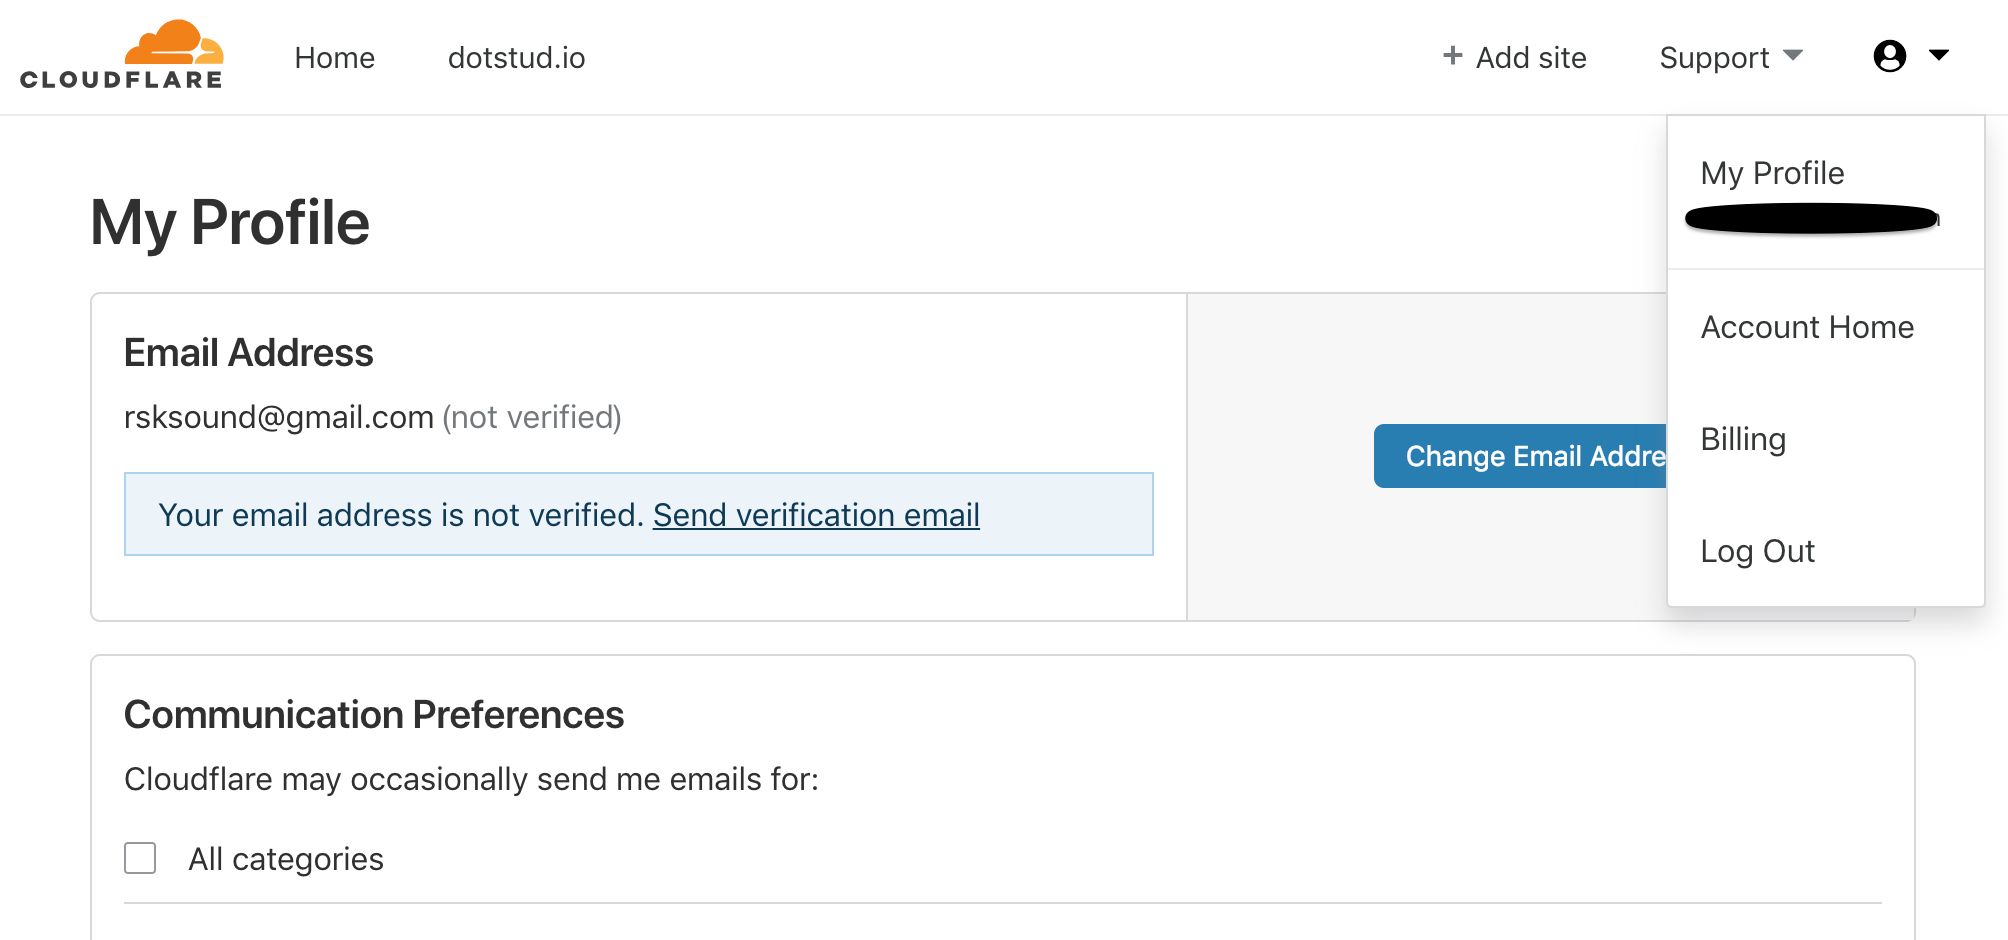 CLOUDFLARE
Home
dotstud.io
+ Add site
Support
My Profile
Account Home
Billing
Log Out
My Profile
Email Address
rsksound@gmail.com (not verified)
Your email address is not verified. Send verification email
Change Email Addre
Communication Preferences
Cloudflare may occasionally send me emails for:
All categories